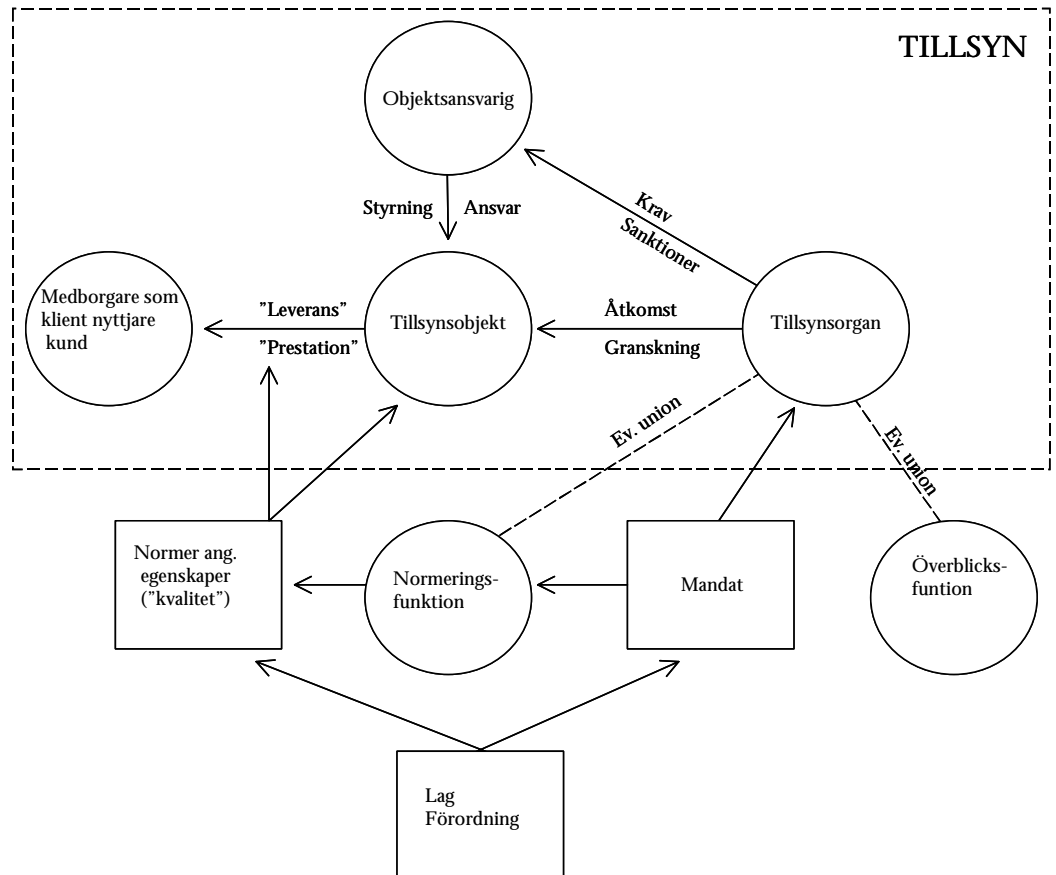 TILLSYN
Objektsansvarig
Styrning
Ansvar
Krav
Sanktioner
Medborgare som
klient nyttjare
kund
”Leverans”
”Prestation”
Tillsynsobjekt
Åtkomst
Granskning
Tillsynsorgan
Ev. union
Ev. union
Normer ang.
egenskaper
(”kvalitet”)
Normerings-
funktion
Mandat
Överblicks-
funtion
Lag
Förordning